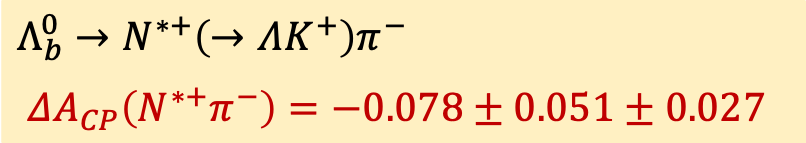 Λ_b^0 → N^{*+}(→ ΛK^+)π^−
ΔA_{CP}(N^{*+}π^−) = −0.078 ± 0.051 ± 0.027